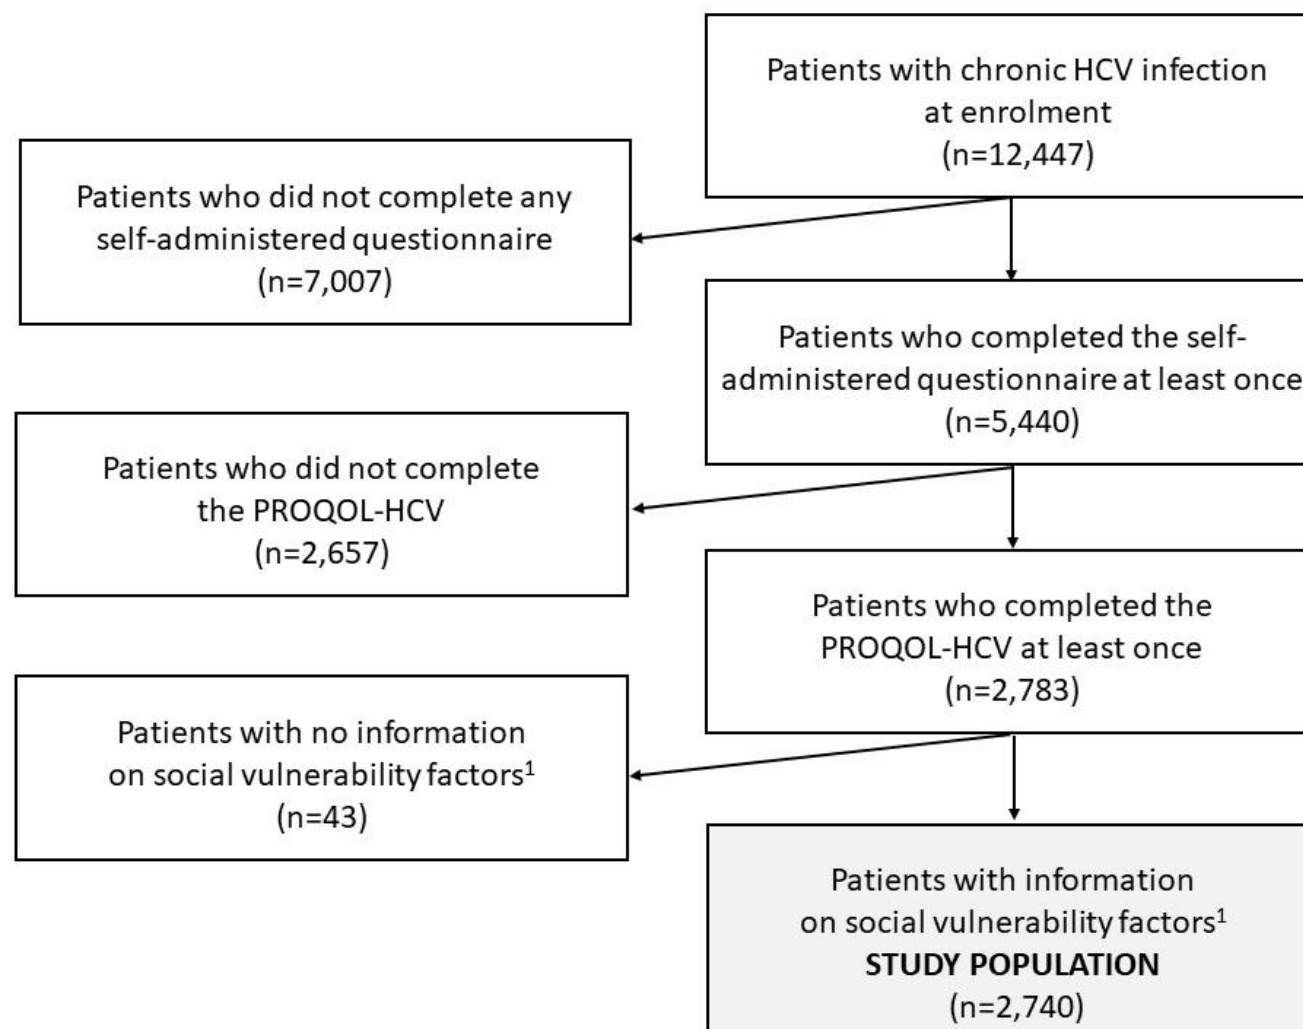 Patients with chronic HCV infection
at enrolment
(n=12,447)
Patients who did not complete any
self-administered questionnaire
(n=7,007)
Patients who completed the self-
administered questionnaire at least once
(n=5,440)
Patients who did not complete
the PROQOL-HCV
(n=2,657)
Patients who completed the
PROQOL-HCV at least once
(n=2,783)
Patients with no information
on social vulnerability factors¹
(n=43)
Patients with information
on social vulnerability factors¹
STUDY POPULATION
(n=2,740)